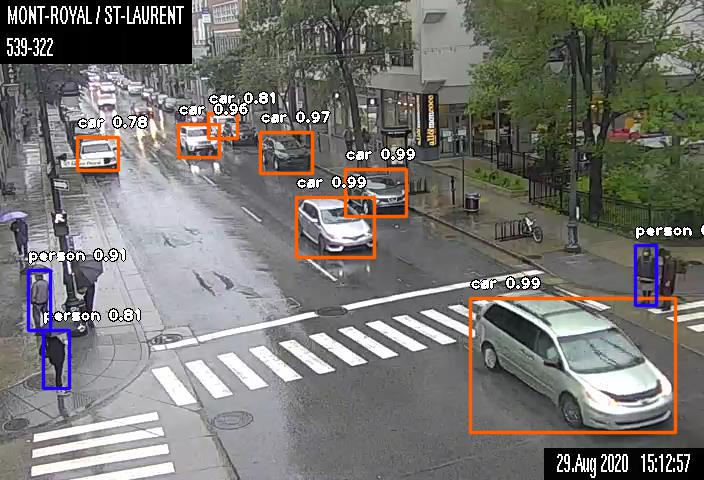 MONT-ROYAL / ST-LAURENT
539-322
car 0.81
car 0.96
car 0.97
car 0.78
car 0.99
car 0.99
person 0
person 0.91
car 0.99
person 0.81
29.Aug 2020 15:12:57